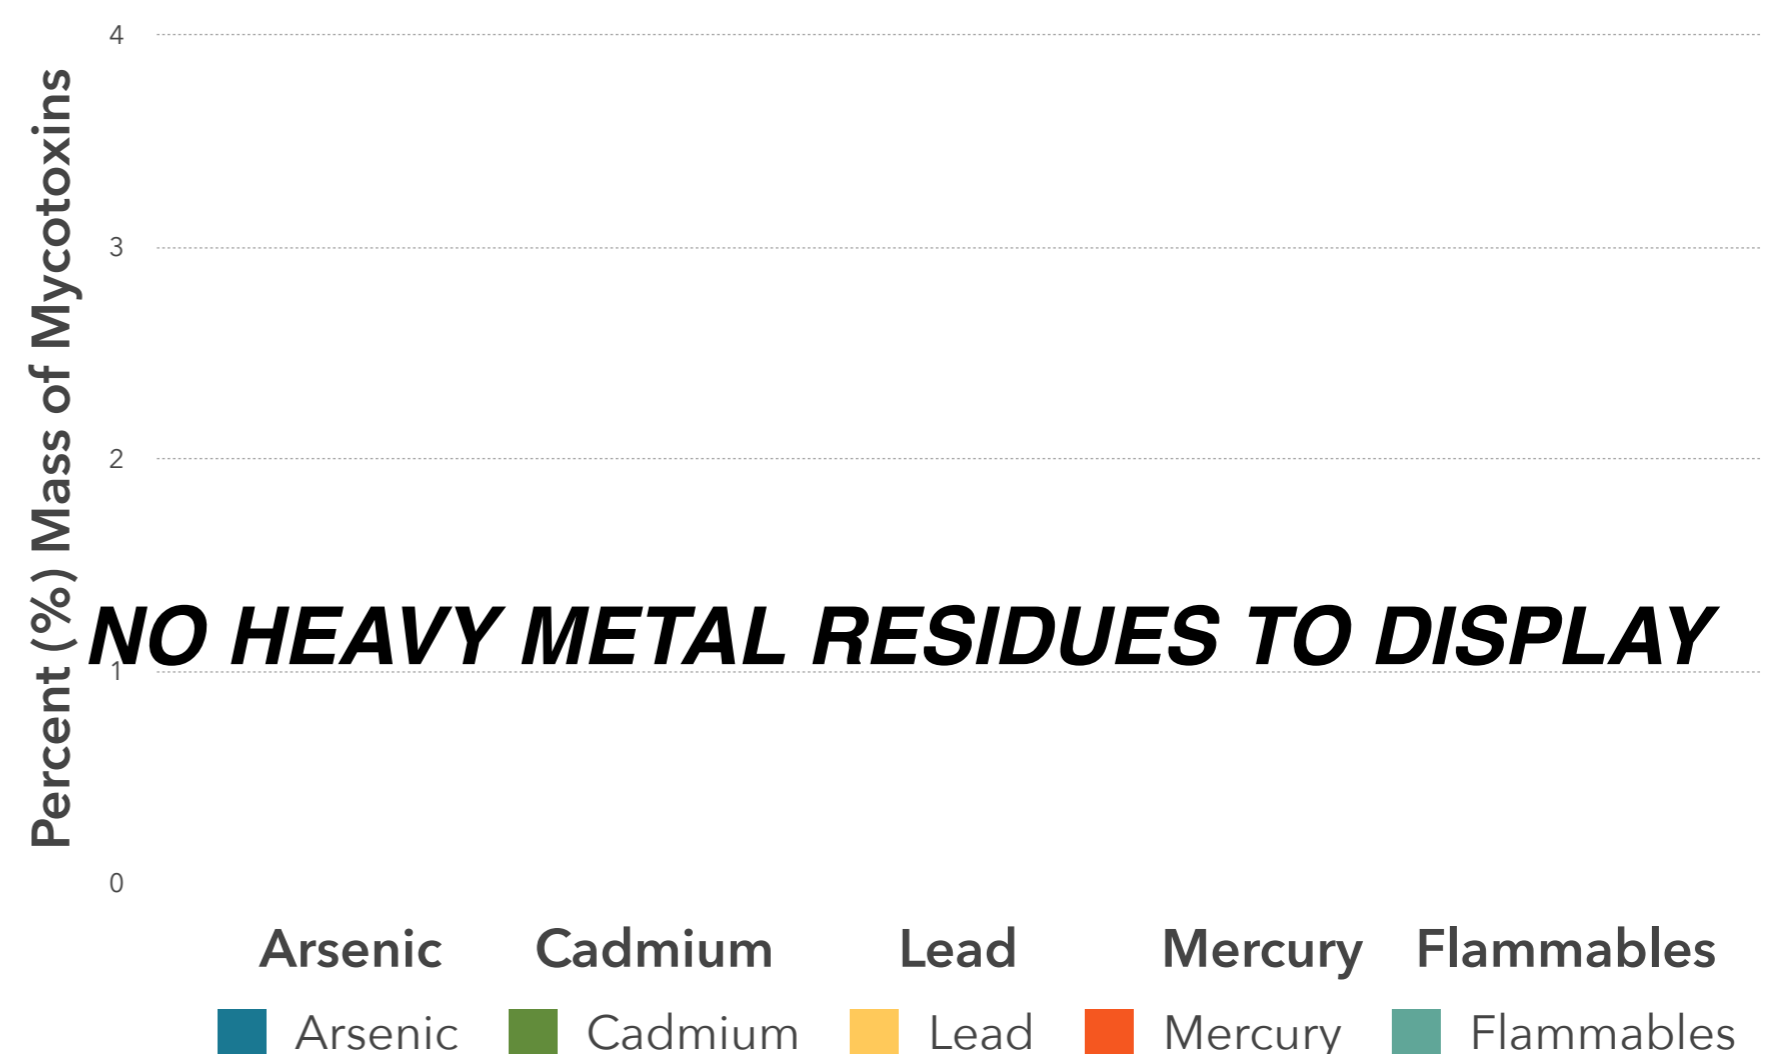 Percent (%) Mass of Mycotoxins
4
3
2
NO HEAVY METAL RESIDUES TO DISPLAY
1
0
Arsenic Cadmium Lead Mercury Flammables
Arsenic Cadmium Lead Mercury Flammables